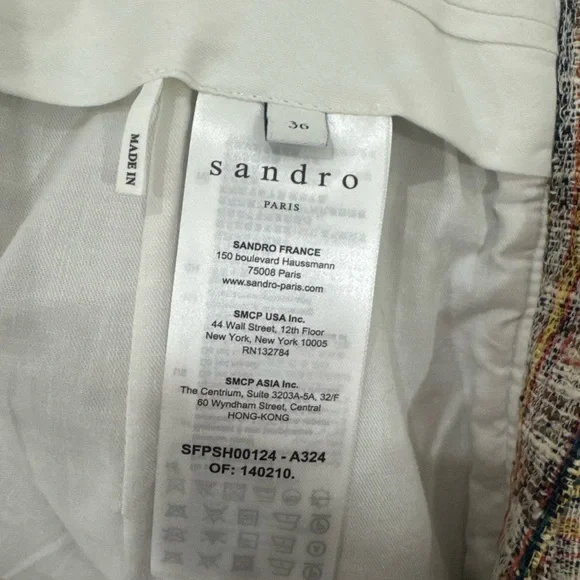 36
MADE IN
sandro
PARIS
SANDRO FRANCE
150 boulevard Haussmann
75008 Paris
www.sandro-paris.com
SMCP USA Inc.
44 Wall Street, 12th Floor
New York, New York 10005
RN132784
SMCP ASIA Inc.
The Centrium, Suite 3203A-5A, 32/F
60 Wyndham Street, Central
HONG-KONG
SFPSH00124 - A324
OF: 140210.